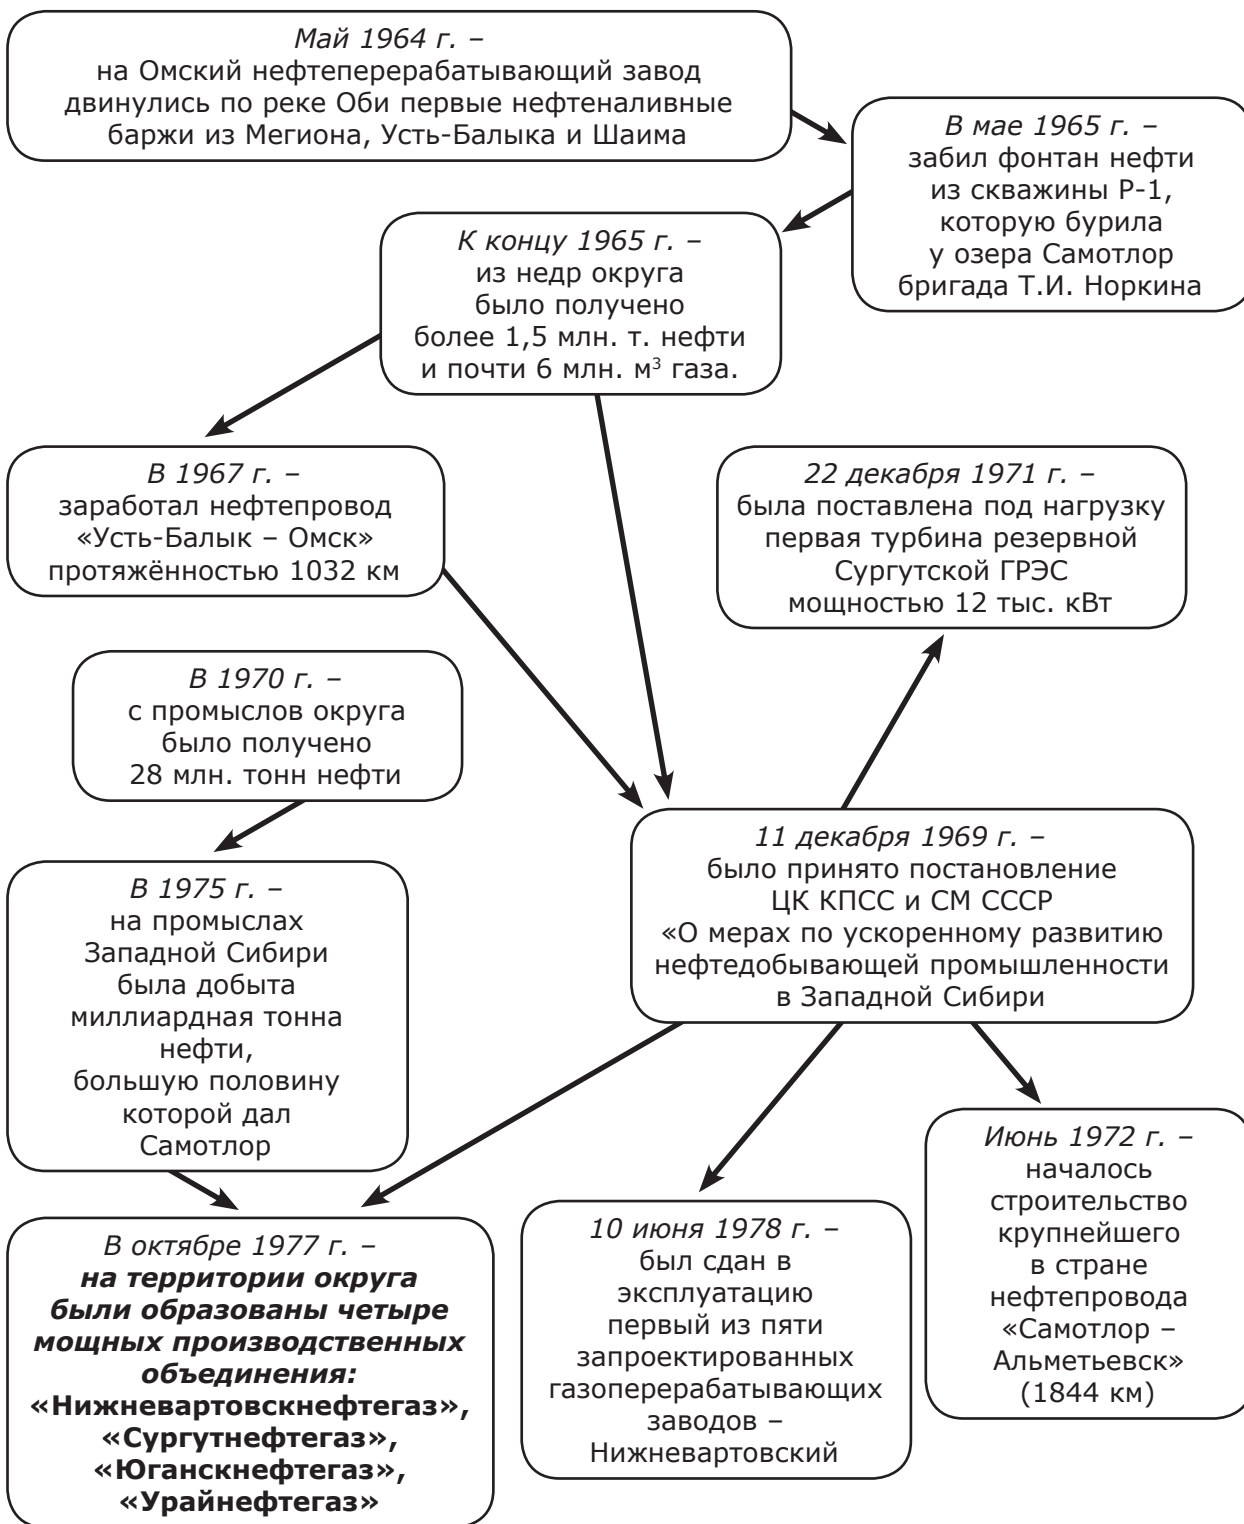 Май 1964 г. –
на Омский нефтеперерабатывающий завод
двинулись по реке Оби первые нефтеналивные
баржи из Мегиона, Усть-Балыка и Шаима
В мае 1965 г. –
забил фонтан нефти
из скважины Р-1,
которую бурила
у озера Самотлор
бригада Т.И. Норкина
К концу 1965 г. –
из недр округа
было получено
более 1,5 млн. т. нефти
и почти 6 млн. м³ газа.
В 1967 г. –
заработал нефтепровод
«Усть-Балык – Омск»
протяжённостью 1032 км
22 декабря 1971 г. –
была поставлена под нагрузку
первая турбина резервной
Сургутской ГРЭС
мощностью 12 тыс. кВт
В 1970 г. –
с промыслов округа
было получено
28 млн. тонн нефти
11 декабря 1969 г. –
было принято постановление
ЦК КПСС и СМ СССР
«О мерах по ускоренному развитию
нефтедобывающей промышленности
в Западной Сибири
В 1975 г. –
на промыслах
Западной Сибири
была добыта
миллиардная тонна
нефти,
большую половину
которой дал
Самотлор
Июнь 1972 г. –
началось
строительство
крупнейшего
в стране
нефтепровода
«Самотлор –
Альметьевск»
(1844 км)
10 июня 1978 г. –
был сдан в
эксплуатацию
первый из пяти
запроектированных
газоперерабатывающих
заводов –
Нижневартовский
В октябре 1977 г. –
на территории округа
были образованы четыре
мощных производственных
объединения:
«Нижневартовскнефтегаз»,
«Сургутнефтегаз»,
«Юганскнефтегаз»,
«Урайнефтегаз»